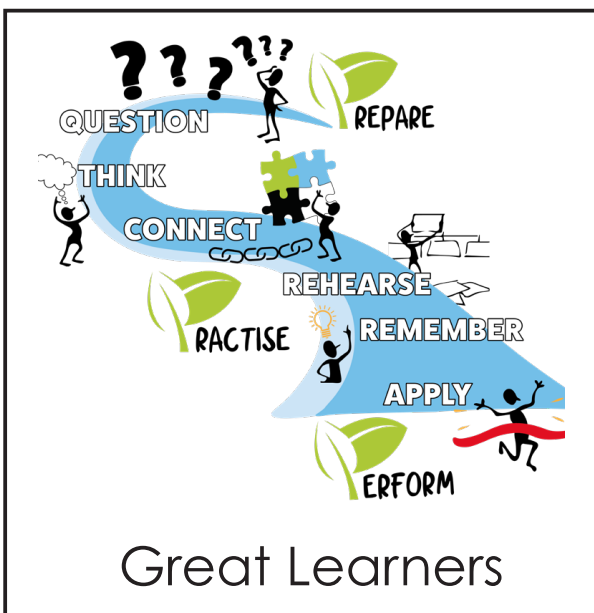 ? ? ? ? ? ?
QUESTION
PREPARE
THINK
CONNECT
REHEARSE
PRACTISE
REMEMBER
APPLY
PERFORM
Great Learners